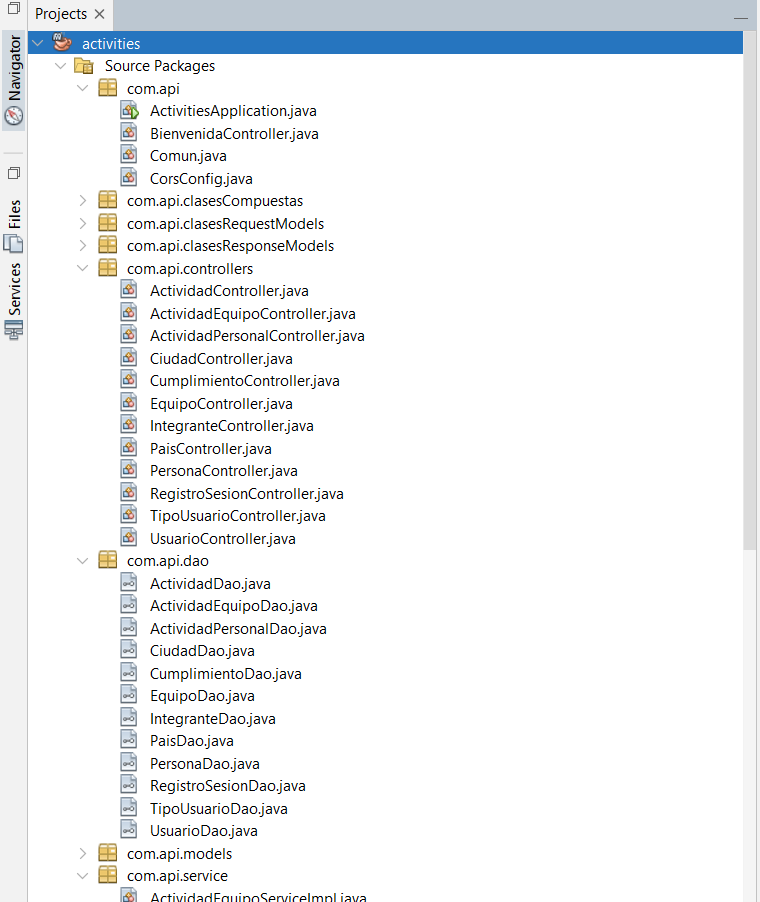 Projects
Navigator
Files
Services
activities
Source Packages
com.api
ActivitiesApplication.java
BienvenidaController.java
Comun.java
CorsConfig.java
com.api.clasesCompuestas
com.api.clasesRequestModels
com.api.clasesResponseModels
com.api.controllers
ActividadController.java
ActividadEquipoController.java
ActividadPersonalController.java
CiudadController.java
CumplimientoController.java
EquipoController.java
IntegranteController.java
PaisController.java
PersonaController.java
RegistroSesionController.java
TipoUsuarioController.java
UsuarioController.java
com.api.dao
ActividadDao.java
ActividadEquipoDao.java
ActividadPersonalDao.java
CiudadDao.java
CumplimientoDao.java
EquipoDao.java
IntegranteDao.java
PaisDao.java
PersonaDao.java
RegistroSesionDao.java
TipoUsuarioDao.java
UsuarioDao.java
com.api.models
com.api.service
ActividadEquipoServiceImpl.java